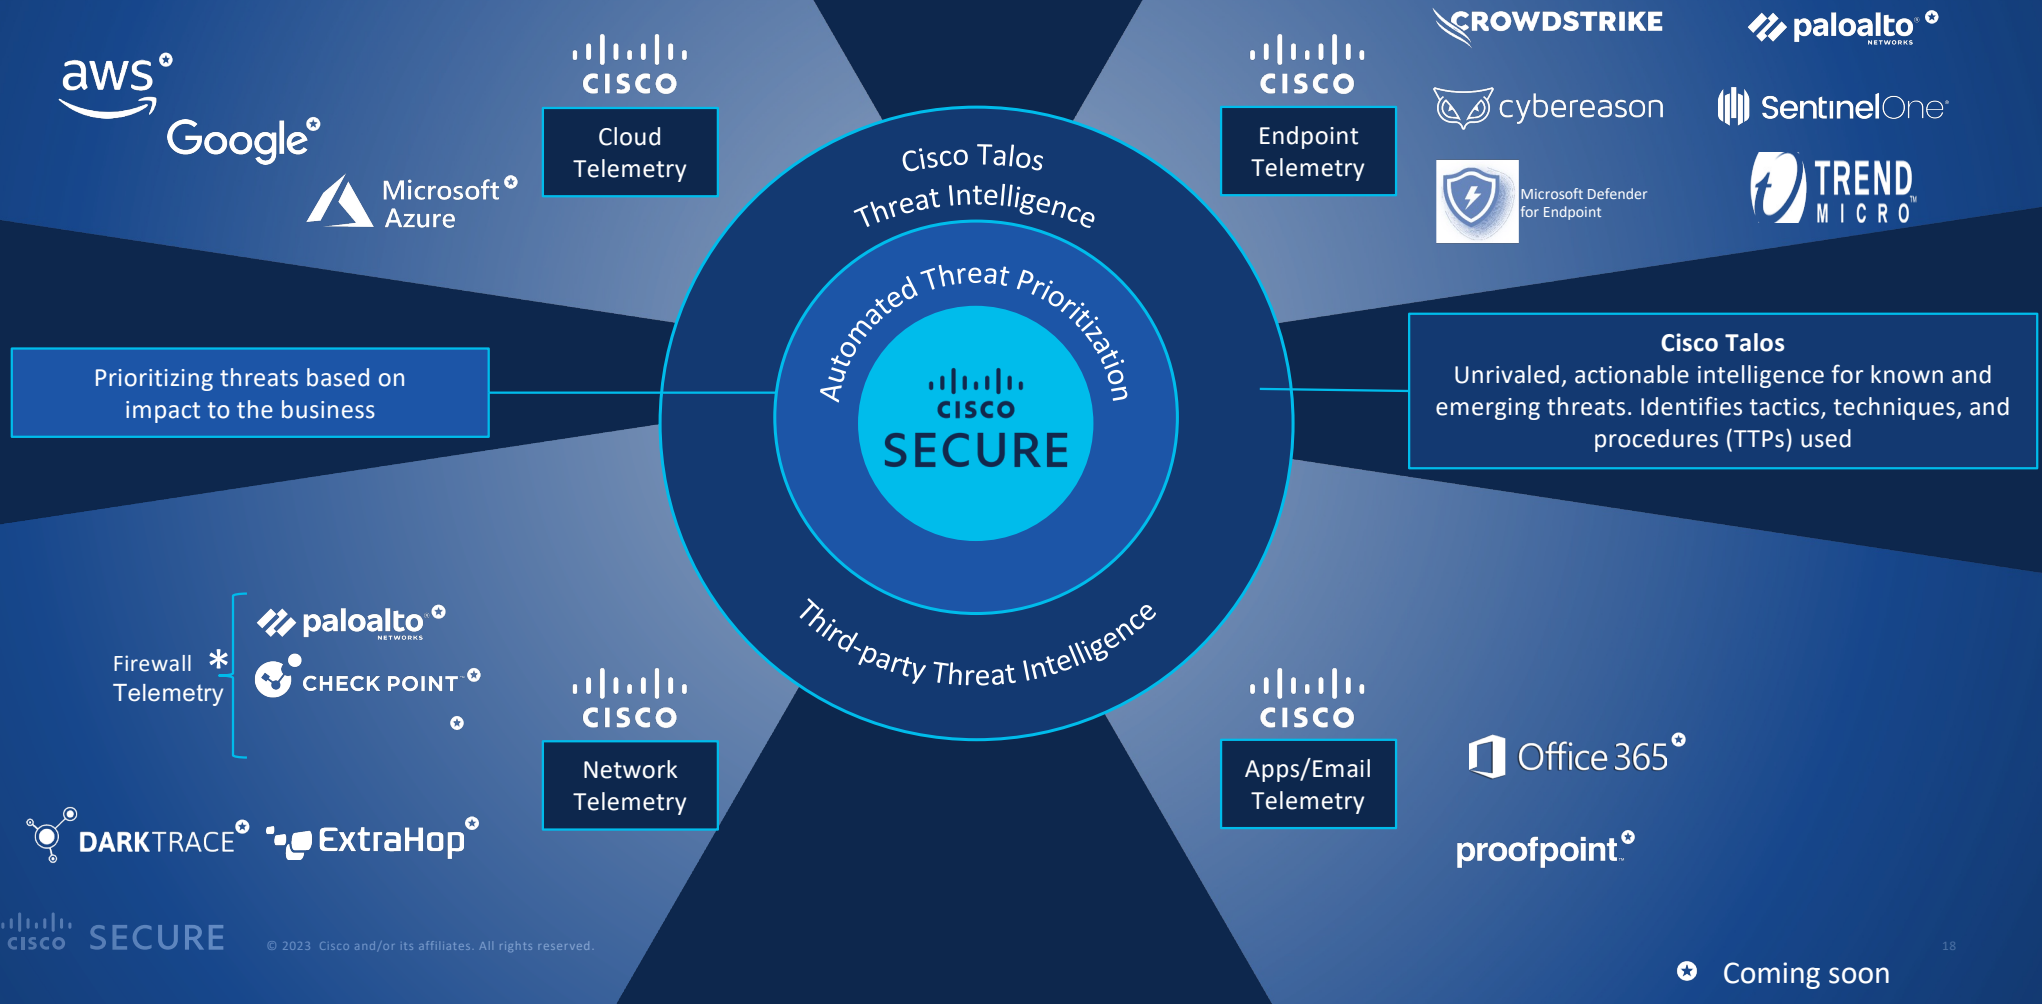 aws
Google
Microsoft
Azure
CISCO
Cloud
Telemetry
CISCO
Endpoint
Telemetry
CROWDSTRIKE
paloalto
NETWORKS
cybereason
SentinelOne
Microsoft Defender
for Endpoint
TREND
MICRO™
Cisco Talos
Threat Intelligence
Automated Threat Prioritization
CISCO
SECURE
Third-party Threat Intelligence
Prioritizing threats based on
impact to the business
Cisco Talos
Unrivaled, actionable intelligence for known and
emerging threats. Identifies tactics, techniques, and
procedures (TTPs) used
Firewall *
Telemetry
paloalto
NETWORKS
CHECK POINT
DARKTRACE
ExtraHop
CISCO
Network
Telemetry
CISCO
Apps/Email
Telemetry
Office 365
proofpoint™
CISCO SECURE
© 2023 Cisco and/or its affiliates. All rights reserved.
18
Coming soon